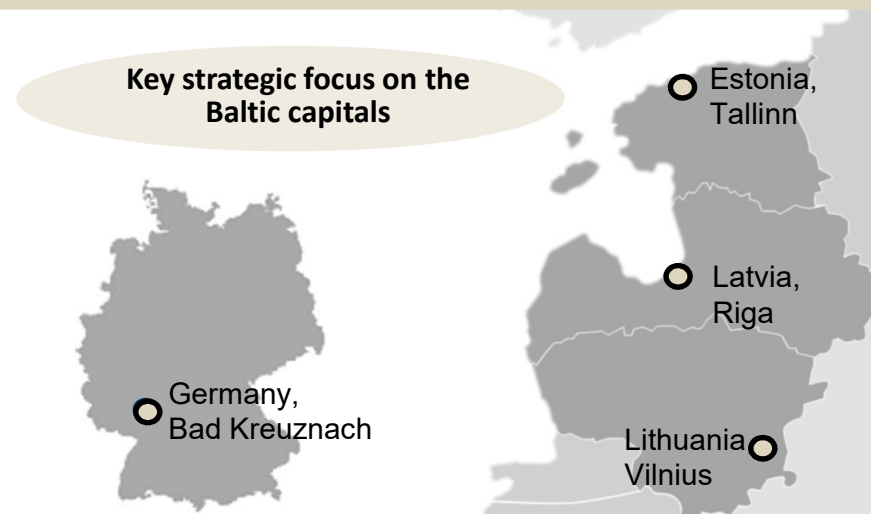 Key strategic focus on the
Baltic capitals
Estonia,
Tallinn
Latvia,
Riga
Germany,
Bad Kreuznach
Lithuania
Vilnius